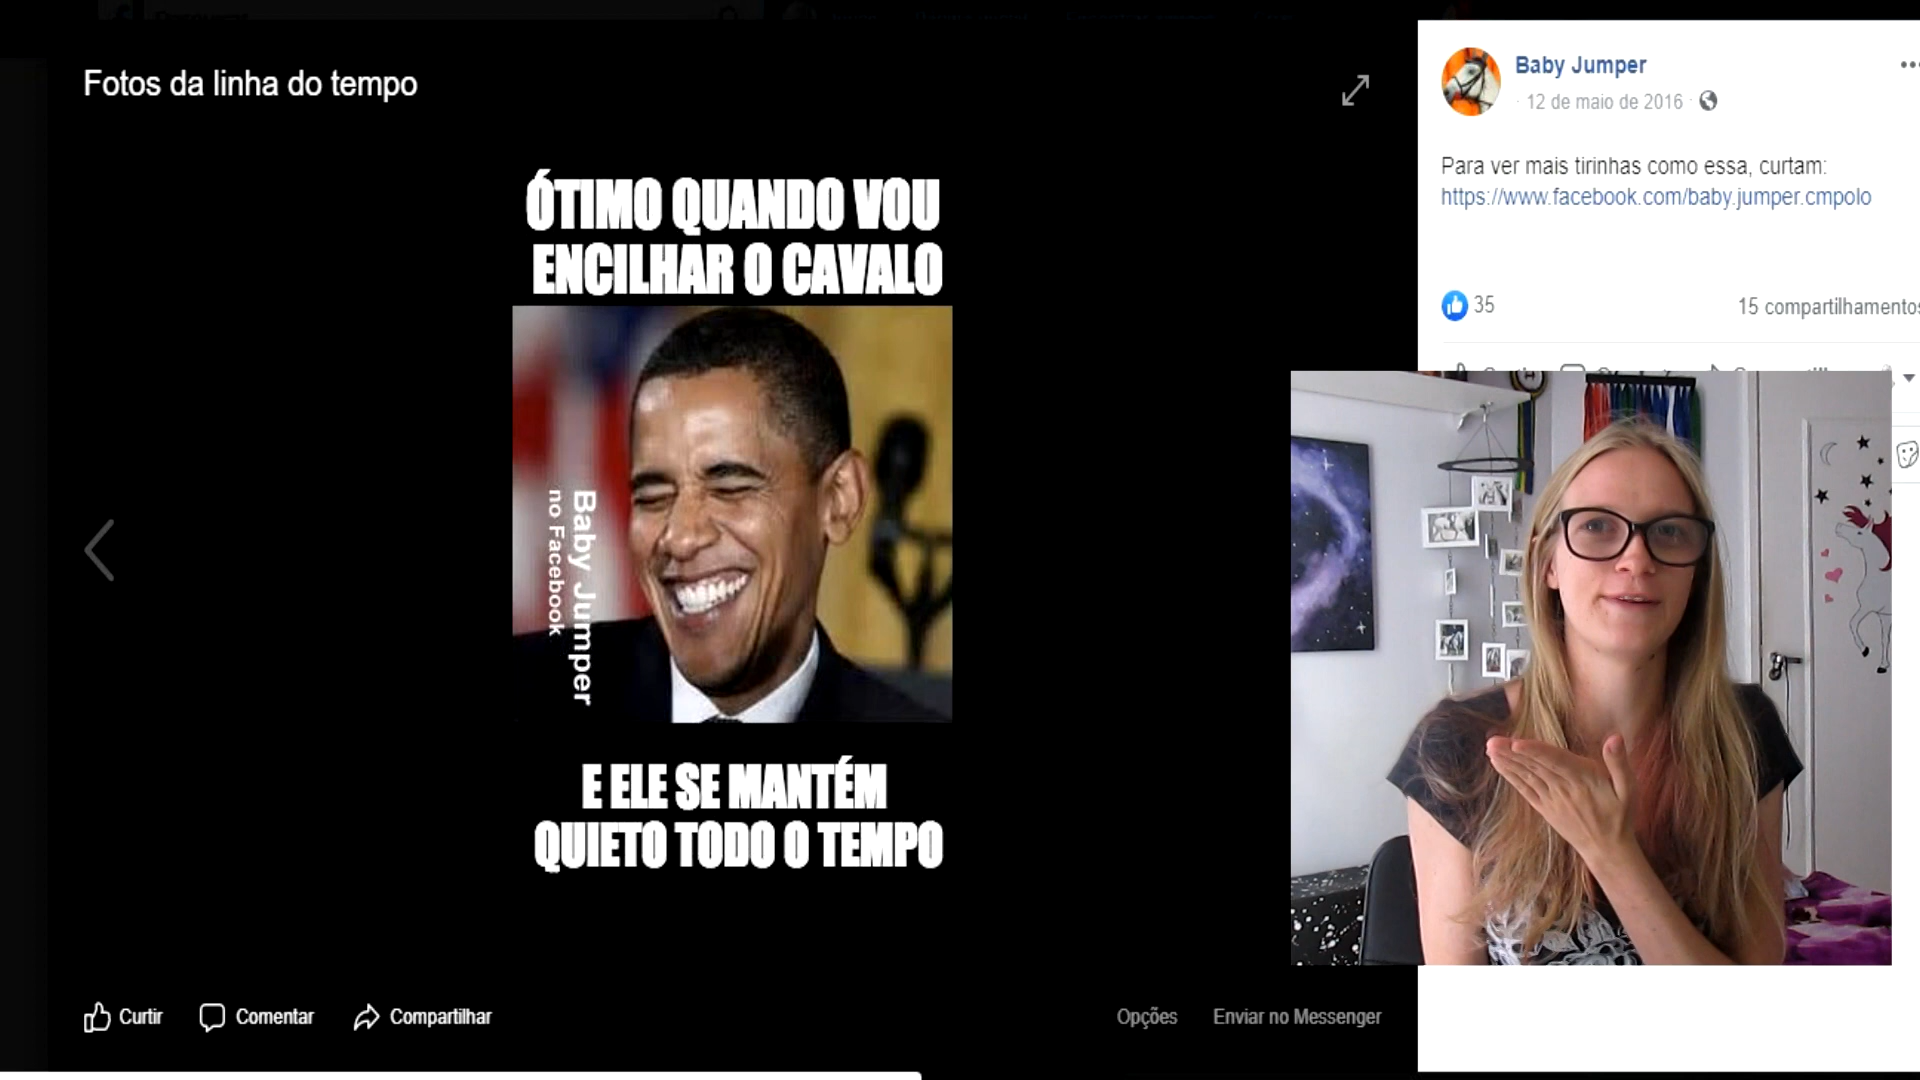 Fotos da linha do tempo
ÓTIMO QUANDO VOU
ENCILHAR O CAVALO
Baby Jumper
no Facebook
E ELE SE MANTÉM
QUIETO TODO O TEMPO
Curtir
Comentar
Compartilhar
Opções
Enviar no Messenger
Baby Jumper
12 de maio de 2016
Para ver mais tirinhas como essa, curtam:
https://www.facebook.com/baby.jumper.cmpolo
35
15 compartilhamentos